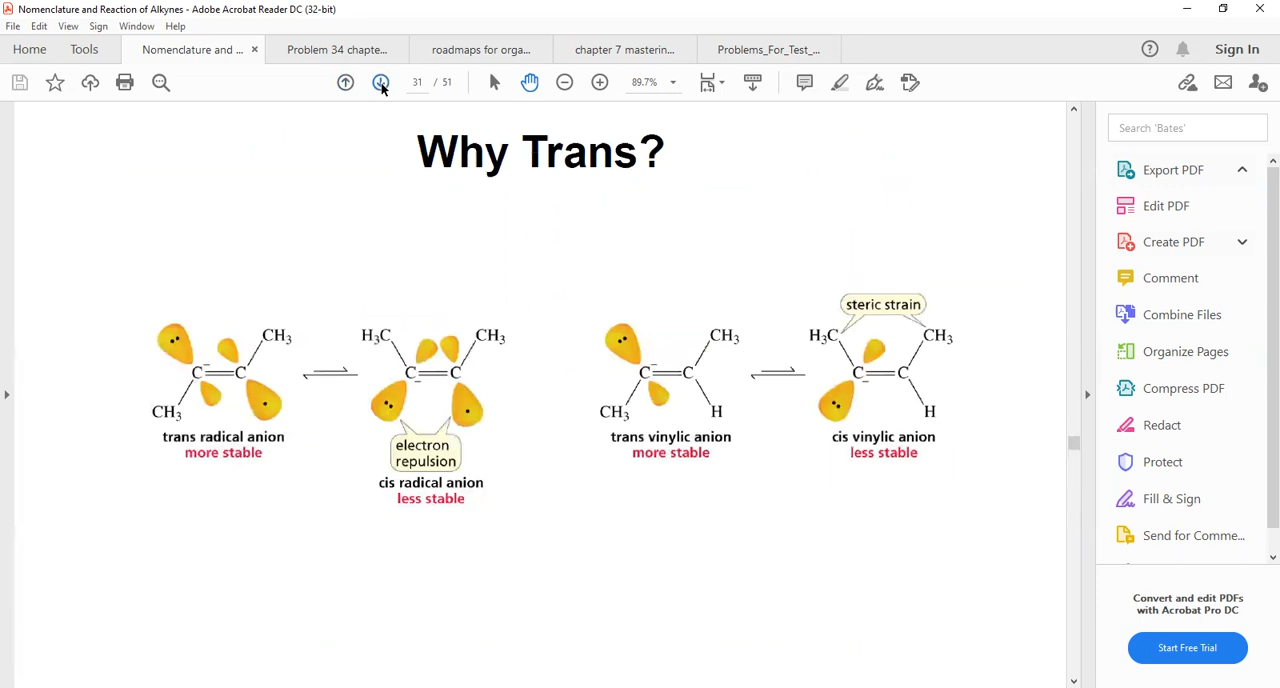 Nomenclature and Reaction of Alkynes - Adobe Acrobat Reader DC (32-bit)
File Edit View Sign Window Help
Home Tools Nomenclature and ... × Problem 34 chapte... roadmaps for orga... chapter 7 masterin... Problems_For_Test_... Sign In
31 / 51 89.7%
Why Trans?
CH3
C − C
CH3
trans radical anion
more stable
H3C CH3
C − C
electron
repulsion
cis radical anion
less stable
CH3
C − C
CH3 H
trans vinylic anion
more stable
steric strain
H3C CH3
C − C
H
cis vinylic anion
less stable
Search 'Bates'
Export PDF
Edit PDF
Create PDF
Comment
Combine Files
Organize Pages
Compress PDF
Redact
Protect
Fill & Sign
Send for Comme...
Convert and edit PDFs
with Acrobat Pro DC
Start Free Trial